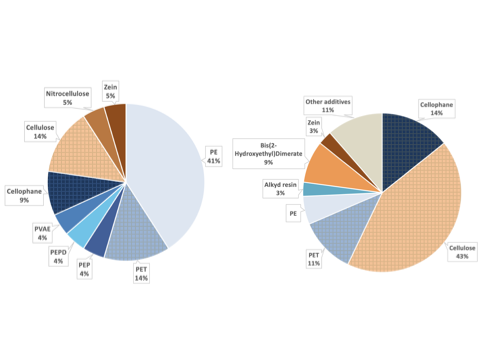 Zein
5%
Nitrocellulose
5%
Cellulose
14%
Cellophane
9%
PVAE
4%
PEPD
4%
PEP
4%
PET
14%
PE
41%
Other additives
11%
Zein
3%
Bis(2-
Hydroxyethyl)Dimerate
9%
Alkyd resin
3%
PE
PET
11%
Cellophane
14%
Cellulose
43%